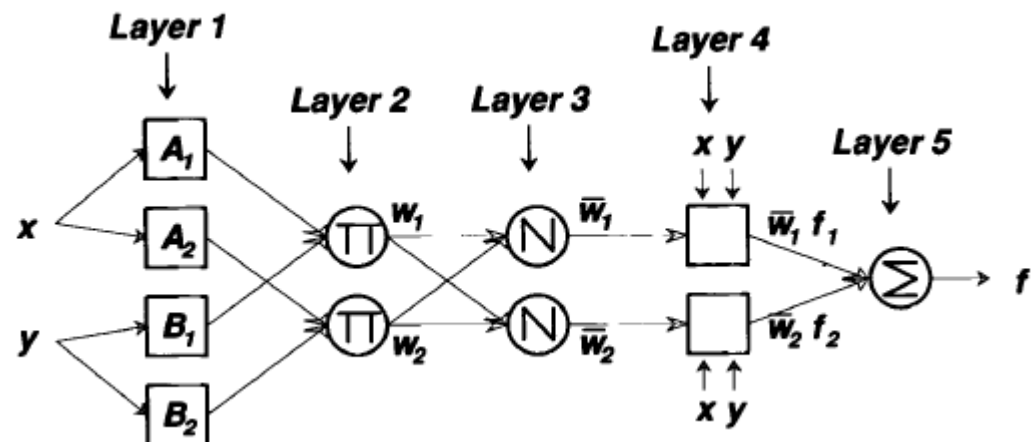 Layer 1
Layer 2
Layer 3
Layer 4
Layer 5
x
y
A₁
A₂
B₁
B₂
Π
Π
w₁
w₂
N
N
w̅₁
w̅₂
x y
x y
w̅₁ f₁
w̅₂ f₂
Σ
f